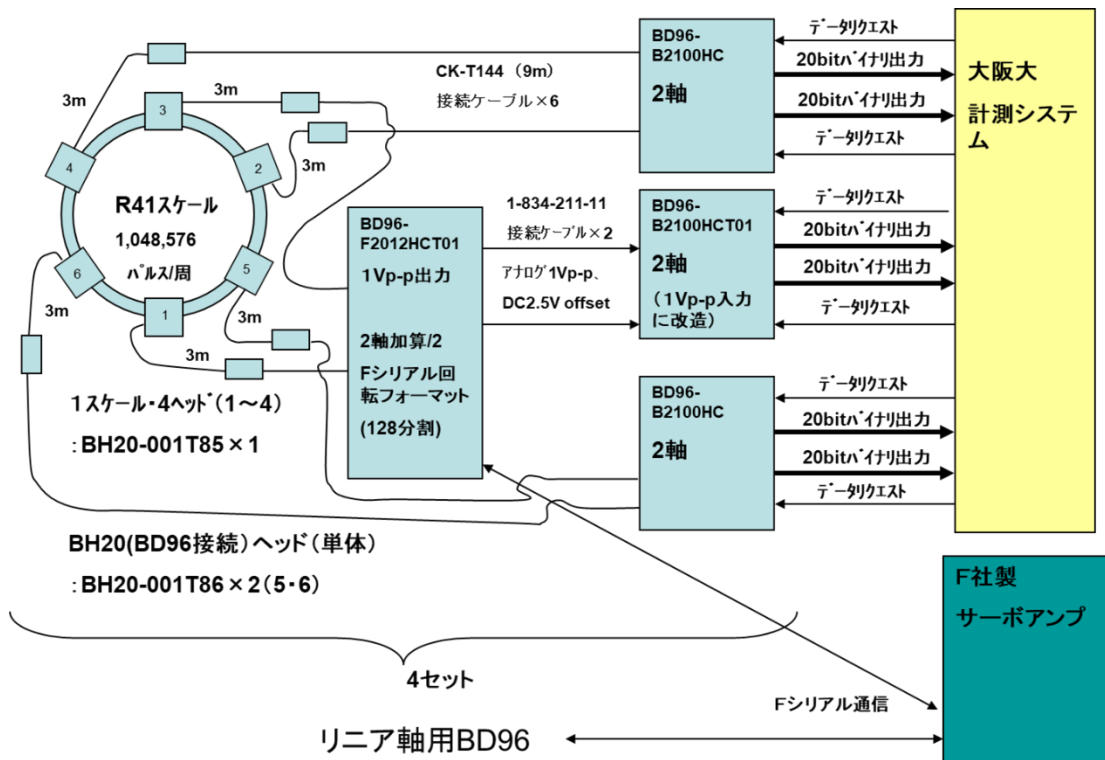 BD96-
B2100HC
2軸
データリクエスト
20bitバイナリ出力
20bitバイナリ出力
データリクエスト
大阪大
計測システ
ム
CK-T144（9m）
接続ケーブル×6
3m
3m
3m
3
4
2
R41スケール
1,048,576
パルス/周
6
5
1
3m
3m
3m
BD96-
F2012HCT01
1Vp-p出力
2軸加算/2
Fシリアル回
転フォーマット
(128分割)
1-834-211-11
接続ケーブル×2
アナログ1Vp-p、
DC2.5V offset
BD96-
B2100HCT01
2軸
（1Vp-p入力
に改造）
データリクエスト
20bitバイナリ出力
20bitバイナリ出力
データリクエスト
BD96-
B2100HC
2軸
データリクエスト
20bitバイナリ出力
20bitバイナリ出力
データリクエスト
1スケール・4ヘッド（1～4）
：BH20-001T85×1
BH20(BD96接続）ヘッド（単体）
：BH20-001T86×2（5・6）
4セット
F社製
サーボアンプ
Fシリアル通信
リニア軸用BD96